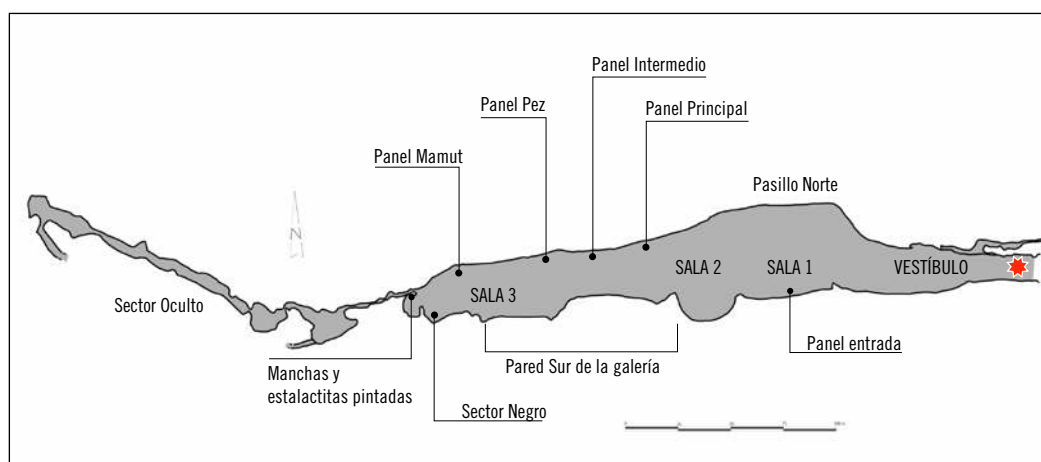 Panel Intermedio
Panel Pez
Panel Principal
Panel Mamut
Pasillo Norte
N
SALA 2
SALA 1
VESTÍBULO
SALA 3
Sector Oculto
Panel entrada
Manchas y
estalactitas pintadas
Pared Sur de la galería
Sector Negro